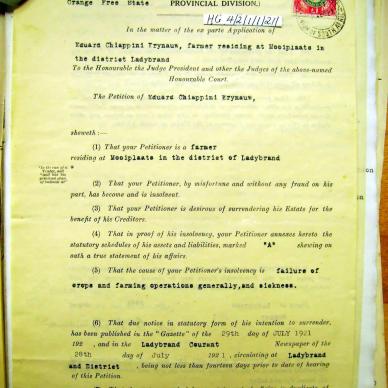 Orange Free State PROVINCIAL DIVISION.)
HG 4/2/1/1/2/1
In the matter of the ex parte Application of
Eduard Chiappini Krynauw, farmer residing at Mooiplaats in
the district Ladybrand
To the Honourable the Judge President and other the Judges of the above-named
Honourable Court.
The Petition of Eduard Chiappini Krynauw,
sheweth :—
(1) That your Petitioner is a farmer
residing at Mooiplaats in the district of Ladybrand
(2) That your Petitioner, by misfortune and without any fraud on his
part, has become and is insolvent.
(3) That your Petitioner is desirous of surrendering his Estate for the
benefit of his Creditors.
(4) That in proof of his insolvency, your Petitioner annexes hereto the
statutory schedules of his assets and liabilities, marked "A" shewing on
oath a true statement of his affairs.
(5) That the cause of your Petitioner's insolvency is failure of
crops and farming operations generally, and sickness.
(6) That due notice in statutory form of his intention to surrender,
has been published in the "Gazette" of the 29th day of JULY 1921
192 , and in the Ladybrand Courant Newspaper of the
28th day of July 1921, circulating at Ladybrand
and District , being not less than fourteen days prior to date of hearing
of this Petition.